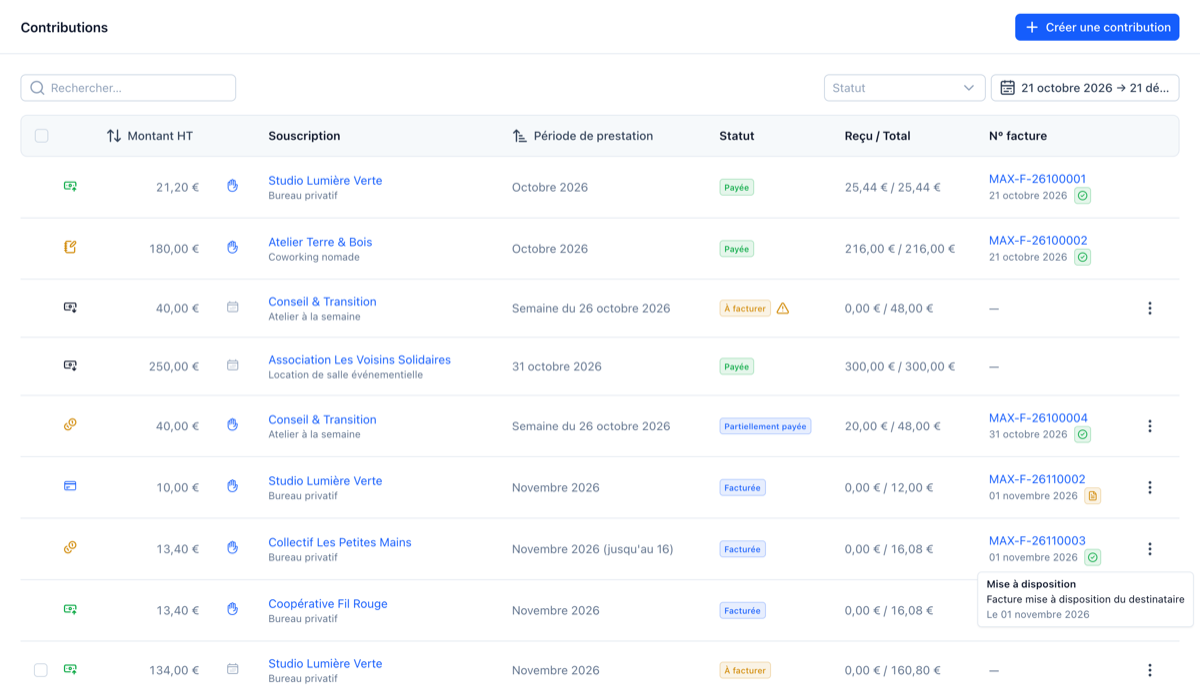 Contributions
Créer une contribution
Rechercher...
Statut
21 octobre 2026 → 21 dé...
Montant HT
Souscription
Période de prestation
Statut
Reçu / Total
N° facture
21,20 €
Studio Lumière Verte
Bureau privatif
Octobre 2026
Payée
25,44 € / 25,44 €
MAX-F-26100001
21 octobre 2026
180,00 €
Atelier Terre & Bois
Coworking nomade
Octobre 2026
Payée
216,00 € / 216,00 €
MAX-F-26100002
21 octobre 2026
40,00 €
Conseil & Transition
Atelier à la semaine
Semaine du 26 octobre 2026
À facturer
0,00 € / 48,00 €
—
250,00 €
Association Les Voisins Solidaires
Location de salle événementielle
31 octobre 2026
Payée
300,00 € / 300,00 €
—
40,00 €
Conseil & Transition
Atelier à la semaine
Semaine du 26 octobre 2026
Partiellement payée
20,00 € / 48,00 €
MAX-F-26100004
31 octobre 2026
10,00 €
Studio Lumière Verte
Bureau privatif
Novembre 2026
Facturée
0,00 € / 12,00 €
MAX-F-26110002
01 novembre 2026
13,40 €
Collectif Les Petites Mains
Bureau privatif
Novembre 2026 (jusqu'au 16)
Facturée
0,00 € / 16,08 €
MAX-F-26110003
01 novembre 2026
Mise à disposition
Facture mise à disposition du destinataire
Le 01 novembre 2026
13,40 €
Coopérative Fil Rouge
Bureau privatif
Novembre 2026
Facturée
0,00 € / 16,08 €
134,00 €
Studio Lumière Verte
Bureau privatif
Novembre 2026
À facturer
0,00 € / 160,80 €
—